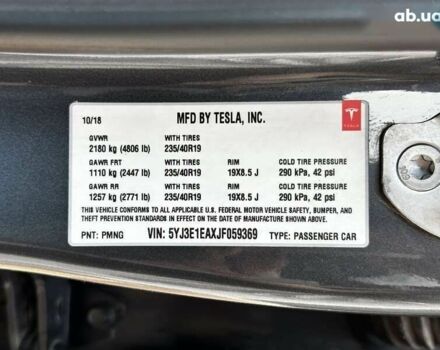 ab.ua
10/18 MFD BY TESLA, INC.
GVWR WITH TIRES
2180 kg (4806 lb) 235/40R19
GAWR FRT WITH TIRES RIM COLD TIRE PRESSURE
1110 kg (2447 lb) 235/40R19 19X8.5 J 290 kPa, 42 psi
GAWR RR WITH TIRES RIM COLD TIRE PRESSURE
1257 kg (2771 lb) 235/40R19 19X8.5 J 290 kPa, 42 psi
THIS VEHICLE CONFORMS TO ALL APPLICABLE U.S. FEDERAL MOTOR VEHICLE SAFETY, BUMPER, AND
THEFT PREVENTION STANDARDS IN EFFECT ON THE DATE OF MANUFACTURE SHOWN ABOVE.
PNT: PMNG VIN: 5YJ3E1EAXJF059369 TYPE: PASSENGER CAR
TESLA